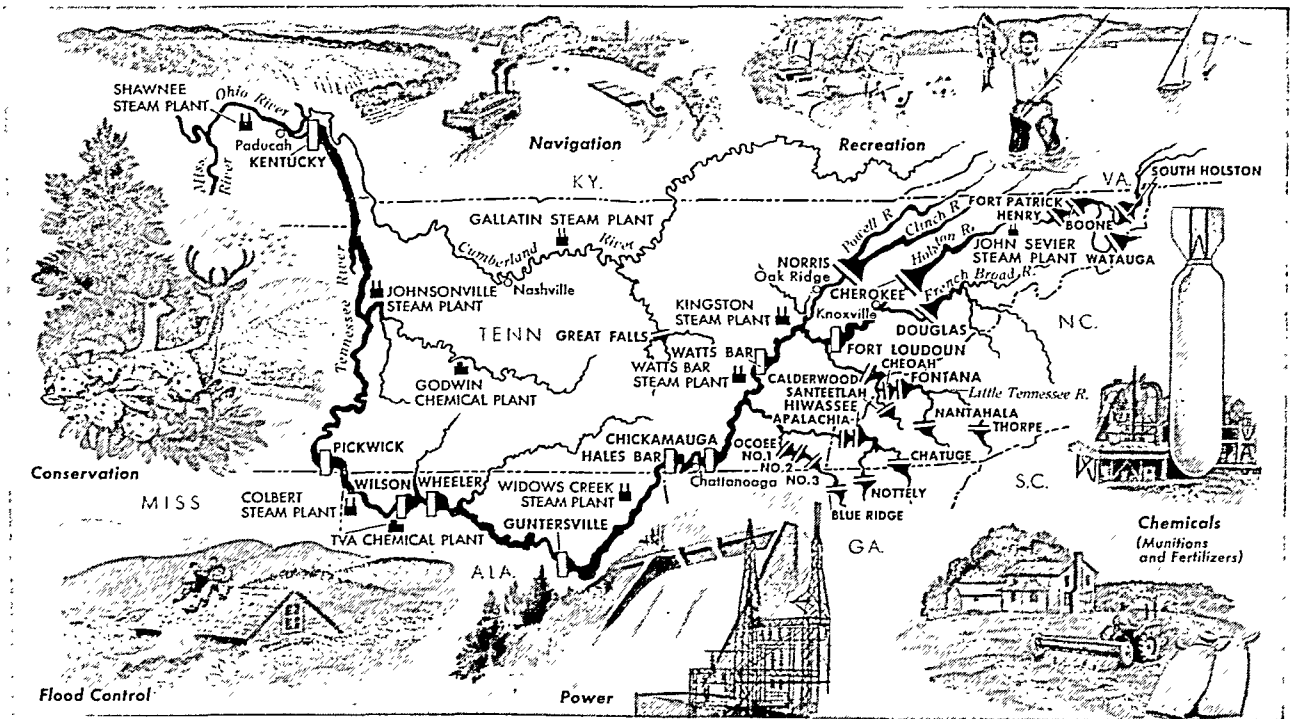 SHAWNEE
STEAM PLANT
Ohio River
Paducah
KENTUCKY
Miss.
River
Navigation
Recreation
KY.
VA.
SOUTH HOLSTON
FORT PATRICK
HENRY
BOONE
GALLATIN STEAM PLANT
Powell R.
Clinch R.
Holston R.
JOHN SEVIER
STEAM PLANT
WATAUGA
Cumberland
River
Nashville
NORRIS
Oak Ridge
CHEROKEE
French Broad R.
Tennessee River
JOHNSONVILLE
STEAM PLANT
KINGSTON
STEAM PLANT
Knoxville
DOUGLAS
N.C.
TENN
GREAT FALLS
WATTS BAR
WATTS BAR
STEAM PLANT
FORT LOUDOUN
CHEOAH
FONTANA
CALDERWOOD
SANTEETLAH
HIWASSEE
APALACHIA
Little Tennessee R.
NANTAHALA
THORPE
GODWIN
CHEMICAL PLANT
PICKWICK
CHICKAMAUGA
HALES BAR
OCOEE
NO.1
NO.2
NO.3
CHATUGE
Chattanooga
NOTTELY
BLUE RIDGE
S.C.
Conservation
MISS
COLBERT
STEAM PLANT
WILSON
WHEELER
WIDOWS CREEK
STEAM PLANT
TVA CHEMICAL PLANT
GUNTERSVILLE
GA.
ALA.
Chemicals
(Munitions
and Fertilizers)
Flood Control
Power